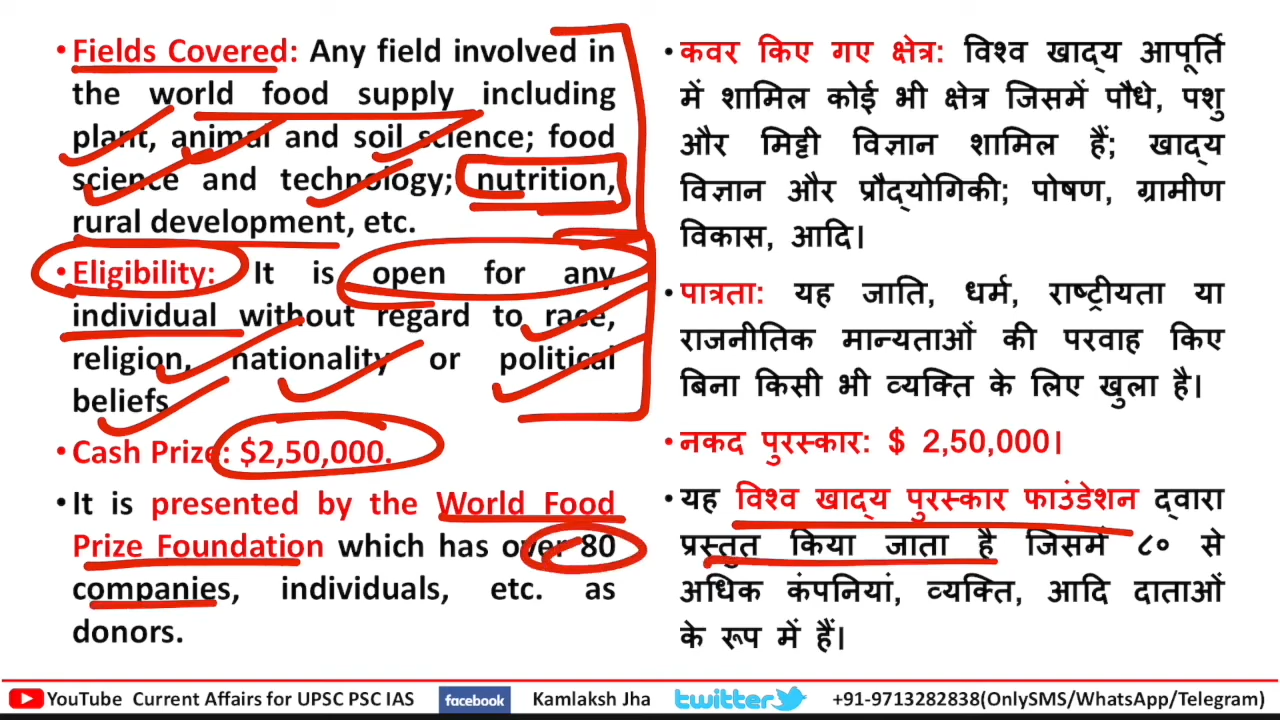 • Fields Covered: Any field involved in
the world food supply including
plant, animal and soil science; food
science and technology; nutrition,
rural development, etc.
• Eligibility: It is open for any
individual without regard to race,
religion, nationality or political
beliefs.
• Cash Prize: $2,50,000.
• It is presented by the World Food
Prize Foundation which has over 80
companies, individuals, etc. as
donors.
• कवर किए गए क्षेत्र: विश्व खाद्य आपूर्ति
में शामिल कोई भी क्षेत्र जिसमें पौधे, पशु
और मिट्टी विज्ञान शामिल हैं; खाद्य
विज्ञान और प्रौद्योगिकी; पोषण, ग्रामीण
विकास, आदि।
• पात्रता: यह जाति, धर्म, राष्ट्रीयता या
राजनीतिक मान्यताओं की परवाह किए
बिना किसी भी व्यक्ति के लिए खुला है।
• नकद पुरस्कार: $ 2,50,000।
• यह विश्व खाद्य पुरस्कार फाउंडेशन द्वारा
प्रस्तुत किया जाता है जिसमें ८० से
अधिक कंपनियां, व्यक्ति, आदि दाताओं
के रूप में हैं।
YouTube Current Affairs for UPSC PSC IAS facebook Kamlaksh Jha twitter +91-9713282838(OnlySMS/WhatsApp/Telegram)